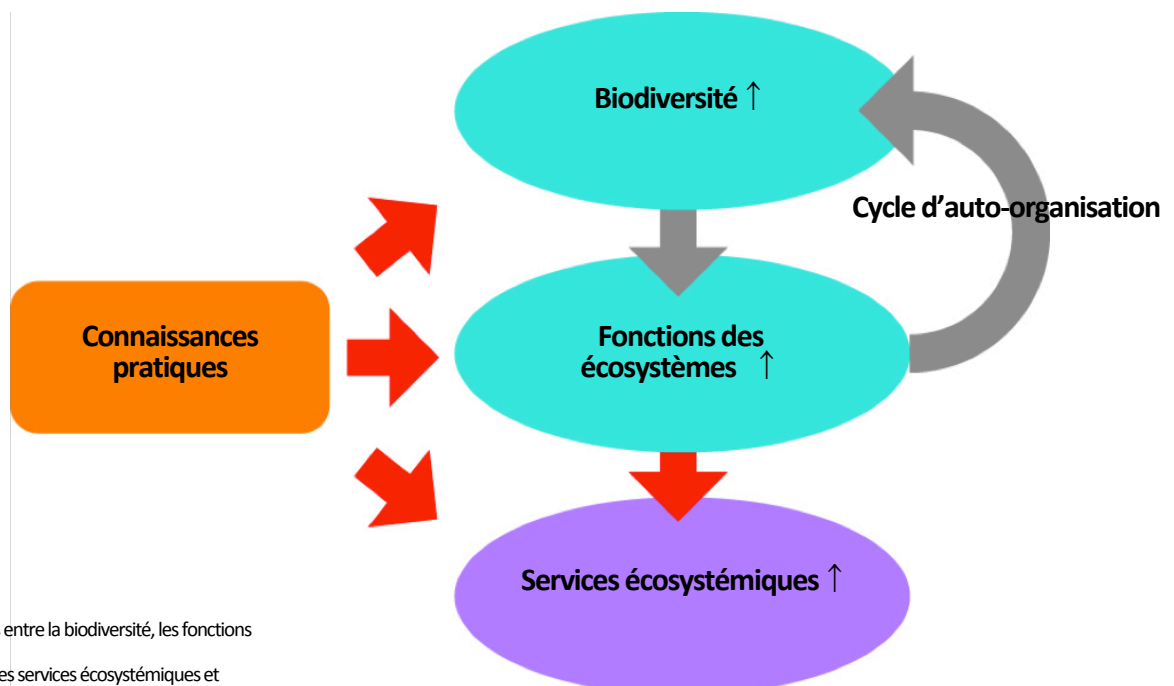 Biodiversité ↑
Cycle d'auto-organisation
Connaissances
pratiques
Fonctions des
écosystèmes ↑
Services écosystémiques ↑
entre la biodiversité, les fonctions
es services écosystémiques et